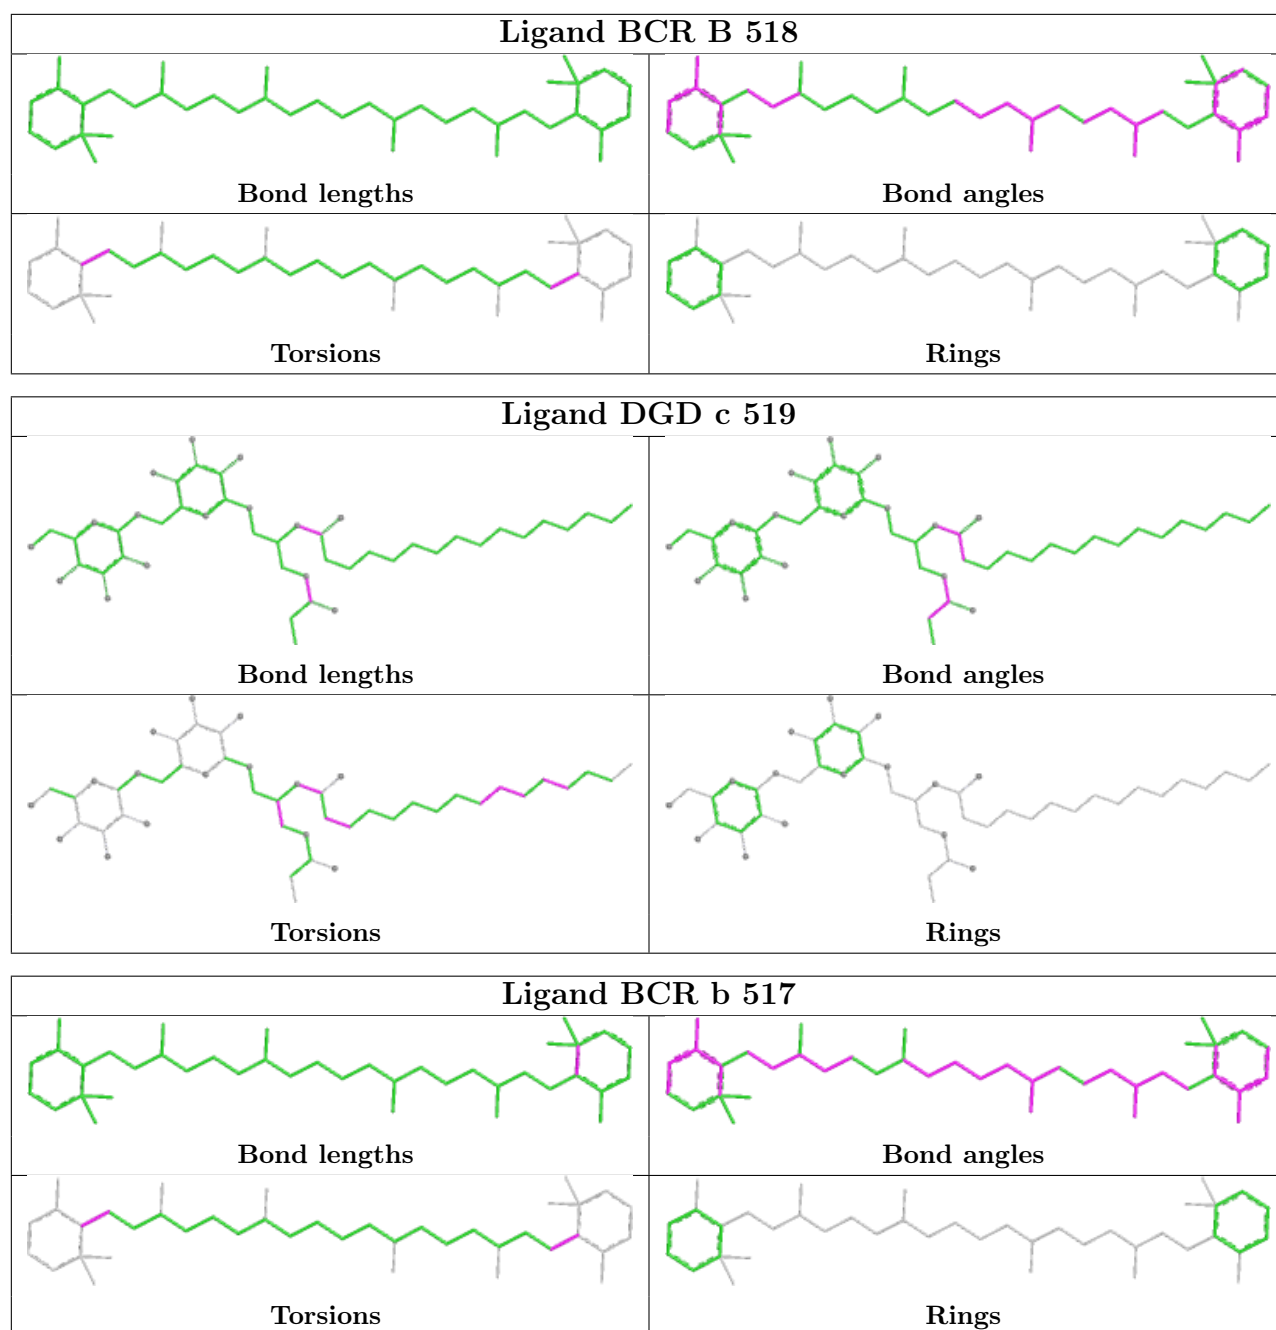 Ligand BCR B 518
Bond lengths
Bond angles
Torsions
Rings
Ligand DGD c 519
Bond lengths
Bond angles
Torsions
Rings
Ligand BCR b 517
Bond lengths
Bond angles
Torsions
Rings